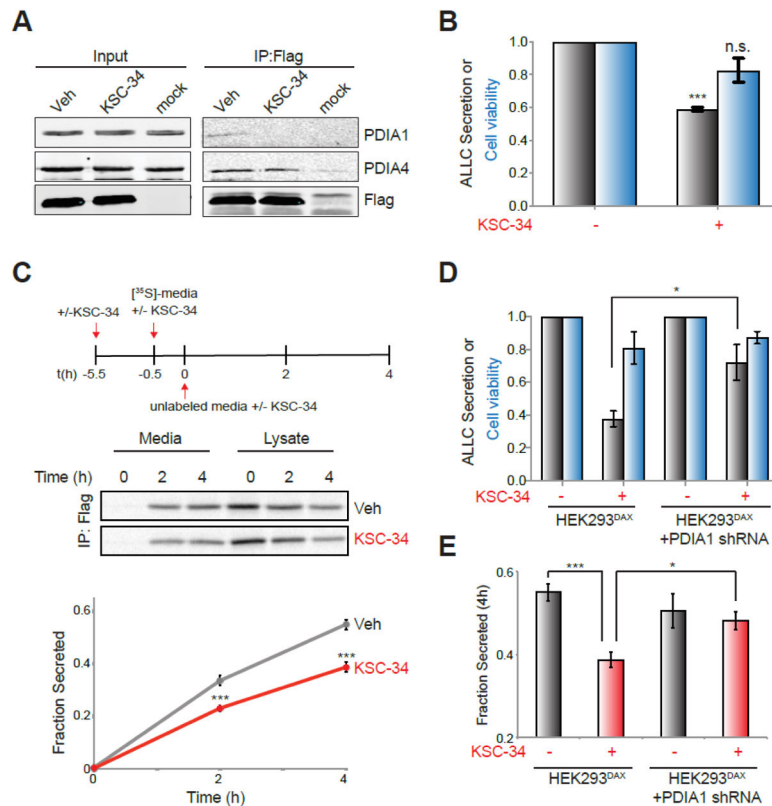 A
Input
IP:Flag
Veh
KSC-34
mock
Veh
KSC-34
mock
PDIA1
PDIA4
Flag
B
ALLC Secretion or
Cell viability
1.0
0.8
0.6
0.4
0.2
0.0
***
n.s.
KSC-34
-
+
C
+/-KSC-34
[³⁵S]-media
+/- KSC-34
t(h)
-5.5
-0.5
0
2
4
unlabeled media +/- KSC-34
Media
Lysate
Time (h) 0 2 4 0 2 4
IP: Flag
Veh
KSC-34
Fraction Secreted
0.6
0.4
0.2
0
Veh
KSC-34
***
***
0
2
4
Time (h)
D
ALLC Secretion or
Cell viability
1.0
0.8
0.6
0.4
0.2
0.0
*
KSC-34
-
+
-
+
HEK293ᴰᴬˣ
HEK293ᴰᴬˣ
+PDIA1 shRNA
E
Fraction Secreted (4h)
0.6
0.4
0.2
***
*
KSC-34
-
+
-
+
HEK293ᴰᴬˣ
HEK293ᴰᴬˣ
+PDIA1 shRNA